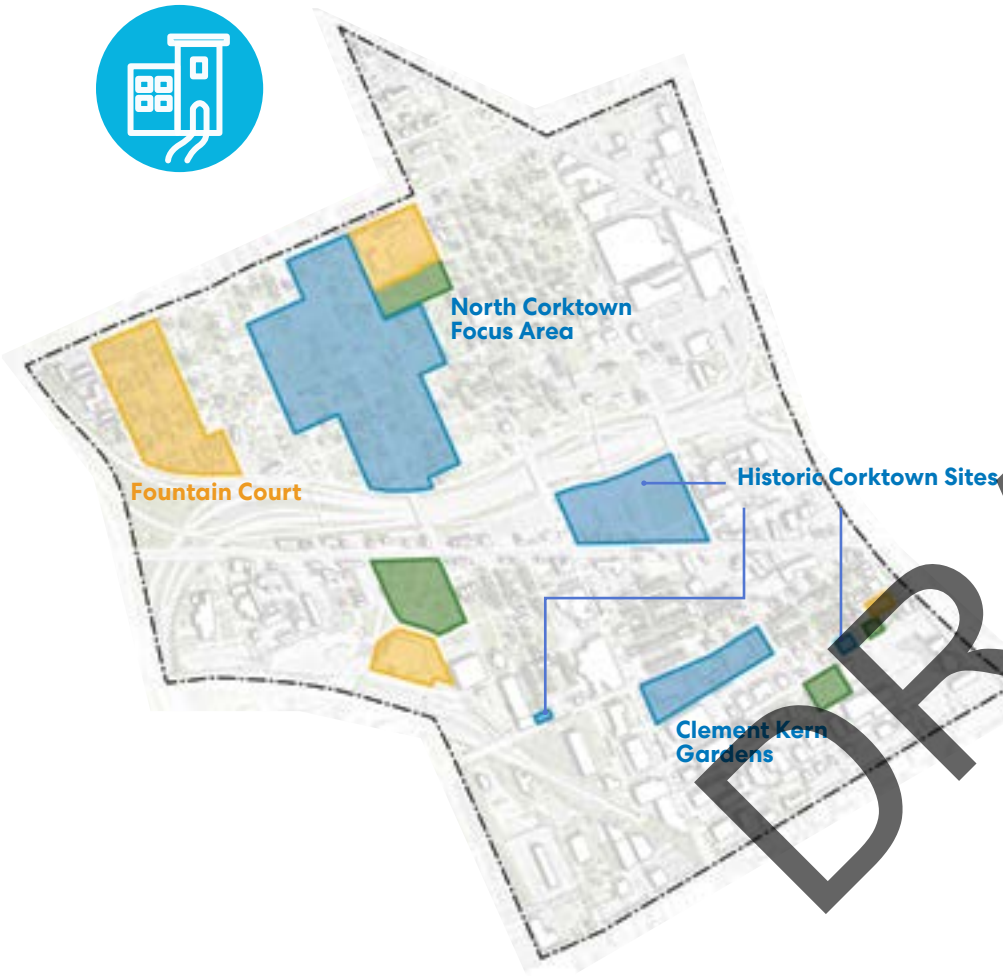 North Corktown
Focus Area
Historic Corktown Sites
Fountain Court
Clement Kern
Gardens
DR